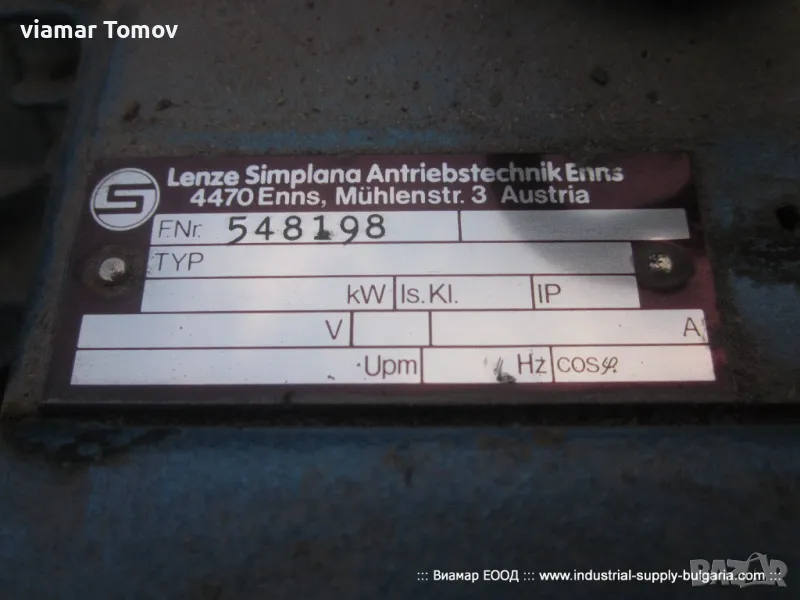 viamar Tomov
Lenze Simplana Antriebstechnik Enns
4470 Enns, Mühlenstr. 3 Austria
F.Nr. 548198
TYP
kW Is. Kl. IP
V A
Upm Hz cosφ
BAZAR
::: Виамар ЕООД ::: www.industrial-supply-bulgaria.com :::